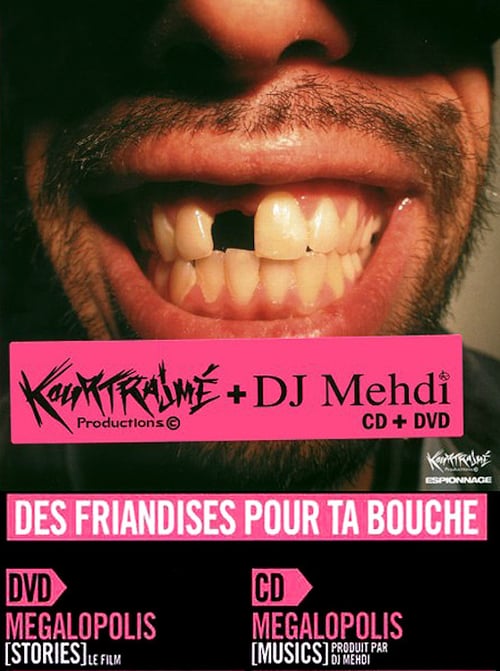 KOURTRAJMÉ + DJ Mehdi
Productions©
CD + DVD
KOURTRAJMÉ
Productions©
ESPIONNAGE
DES FRIANDISES POUR TA BOUCHE
DVD
MEGALOPOLIS
[STORIES] LE FILM
CD
MEGALOPOLIS
[MUSICS] PRODUIT PAR
DJ MEHDI